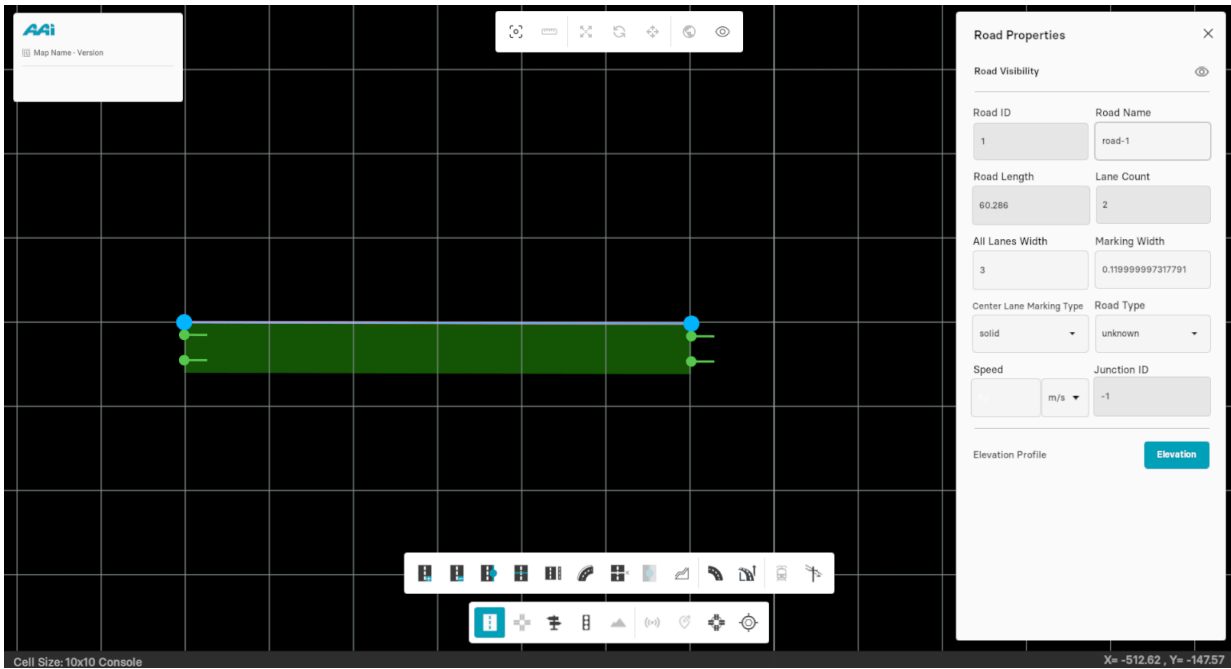 AAi
Map Name - Version
Road Properties
Road Visibility
Road ID
Road Name
1
road-1
Road Length
Lane Count
60.286
2
All Lanes Width
Marking Width
3
0.119999997317791
Center Lane Marking Type
Road Type
solid
unknown
Speed
Junction ID
m/s
-1
Elevation Profile
Elevation
Cell Size: 10x10 Console
X= -512.62 , Y= -147.57